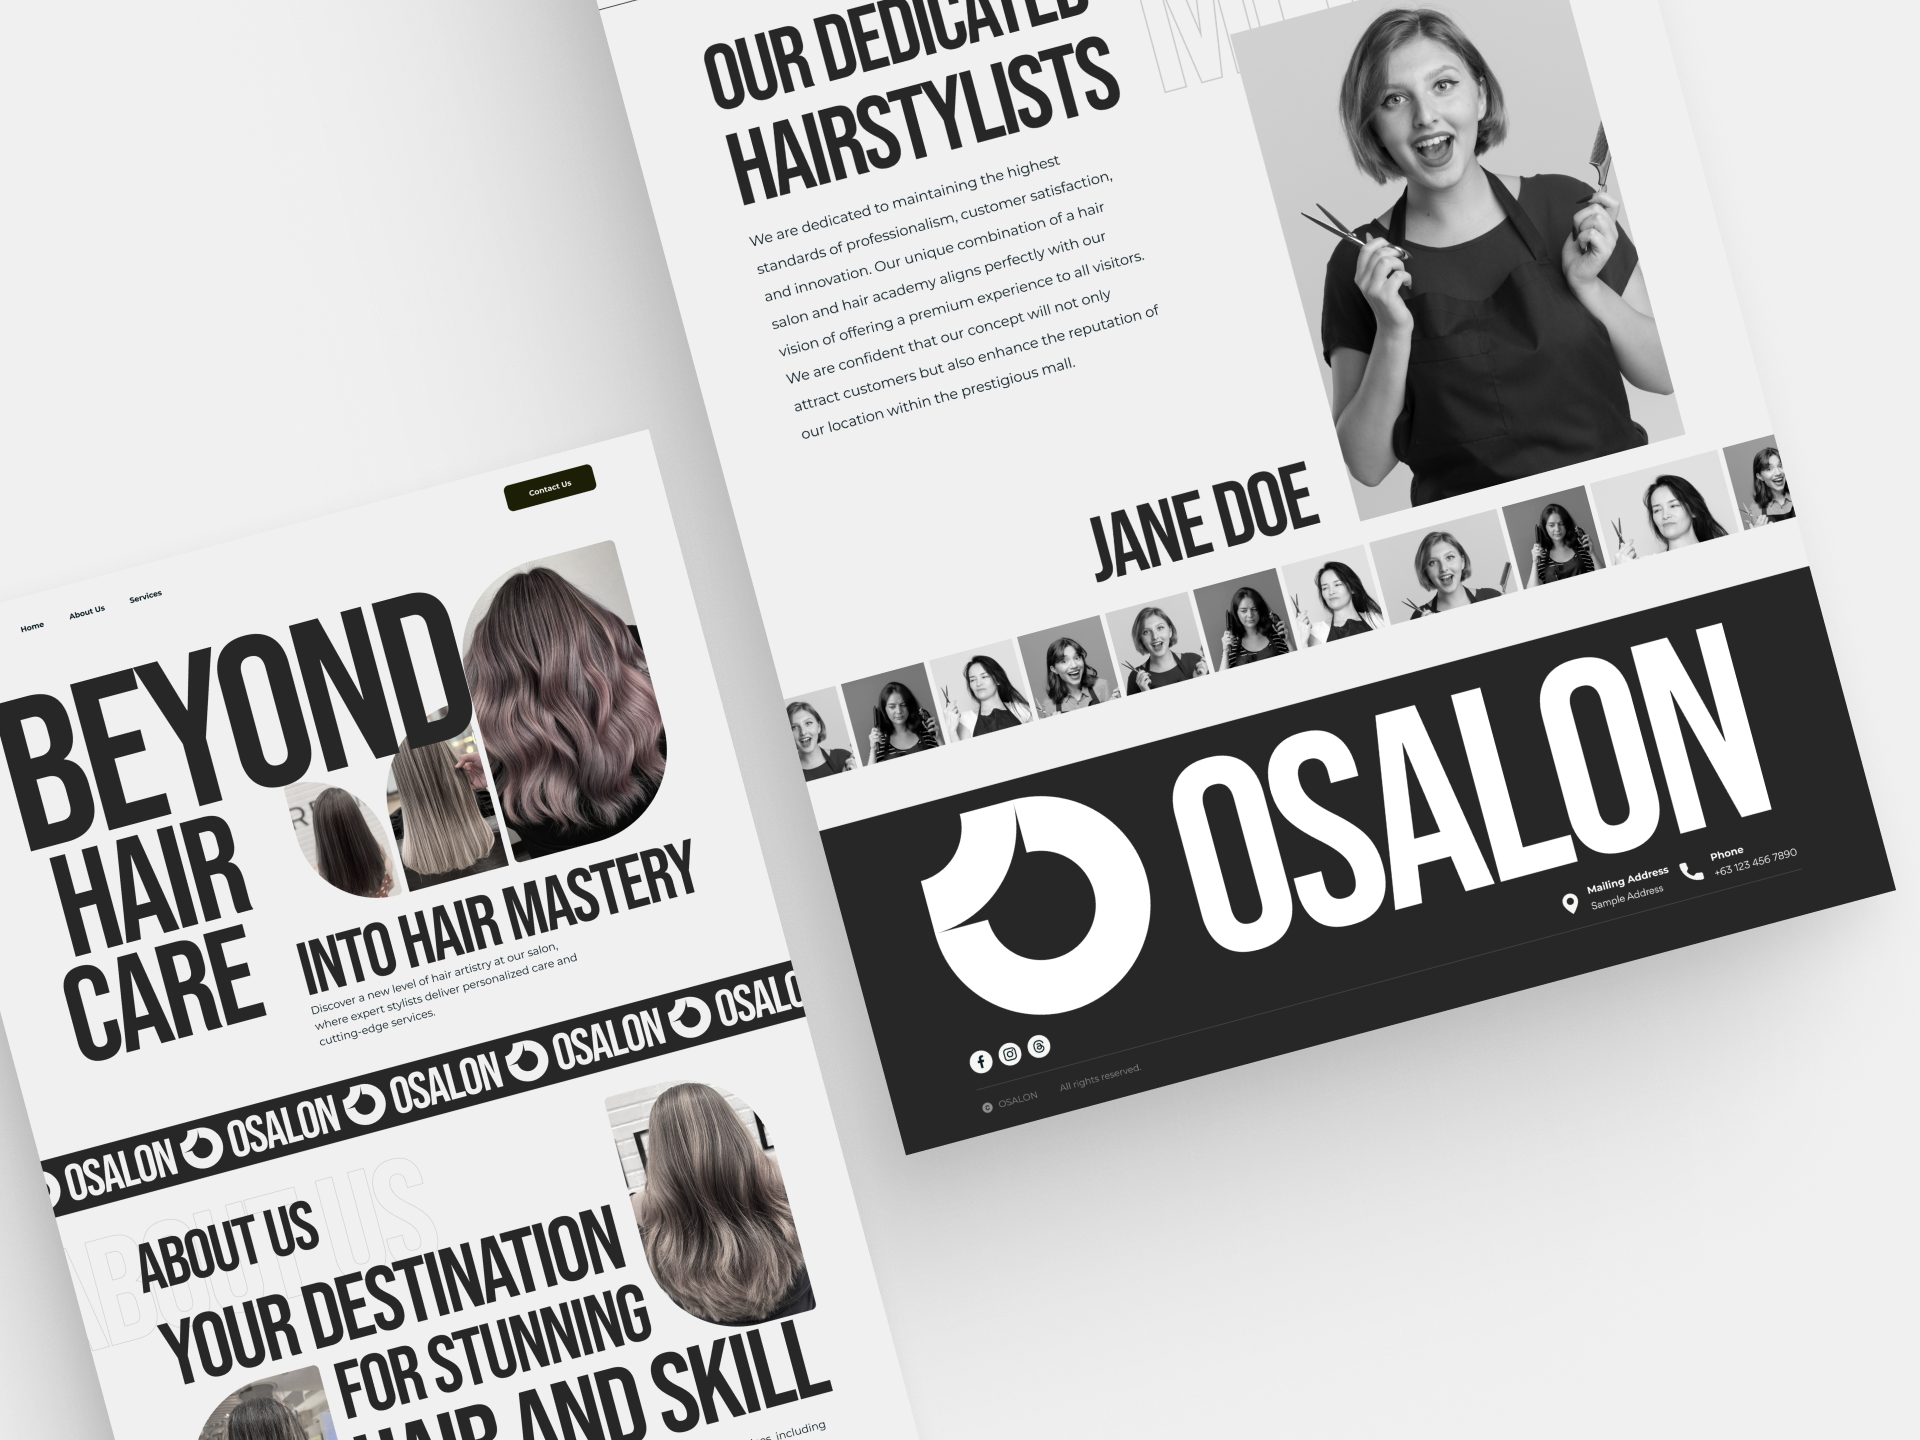 Home
About Us
Services
Contact Us
BEYOND
HAIR
CARE
INTO HAIR MASTERY
Discover a new level of hair artistry at our salon,
where expert stylists deliver personalized care and
cutting-edge services.
OSALON OSALON OSALON OSALO
ABOUT US
ABOUT US
YOUR DESTINATION
FOR STUNNING
HAIR AND SKILL
including
OUR DEDICATED
HAIRSTYLISTS
We are dedicated to maintaining the highest
standards of professionalism, customer satisfaction,
and innovation. Our unique combination of a hair
salon and hair academy aligns perfectly with our
vision of offering a premium experience to all visitors.
We are confident that our concept will not only
attract customers but also enhance the reputation of
our location within the prestigious mall.
JANE DOE
OSALON
Mailing Address
Sample Address
Phone
+63 123 456 7890
OSALON
All rights reserved.